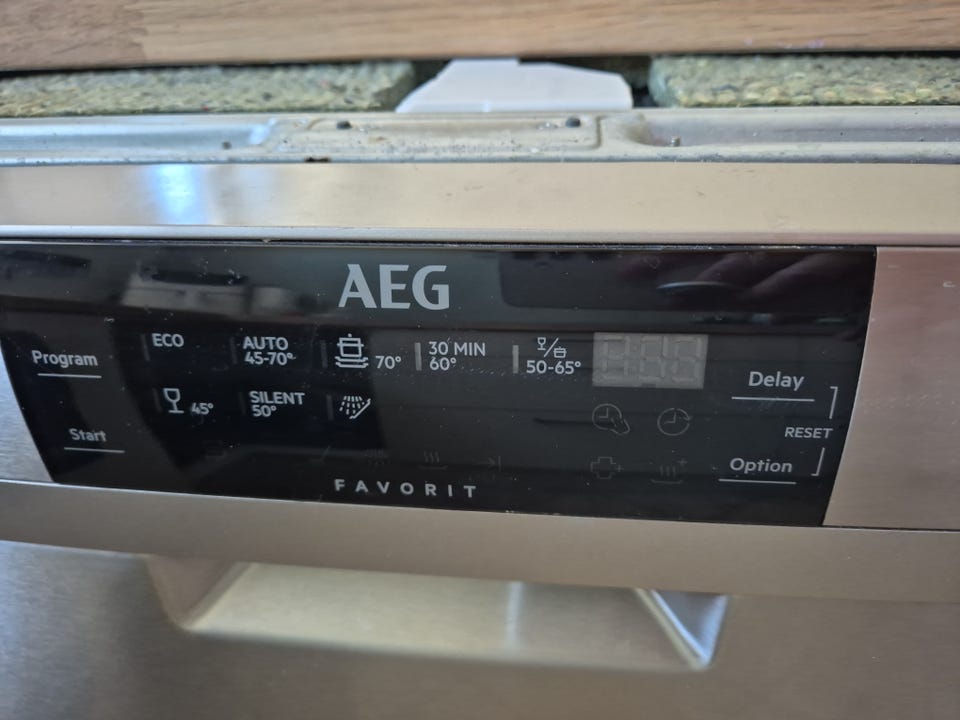 AEG
Program
ECO
AUTO
45-70°
70°
30 MIN
60°
50-65°
Delay
45°
SILENT
50°
Start
RESET
Option
FAVORIT